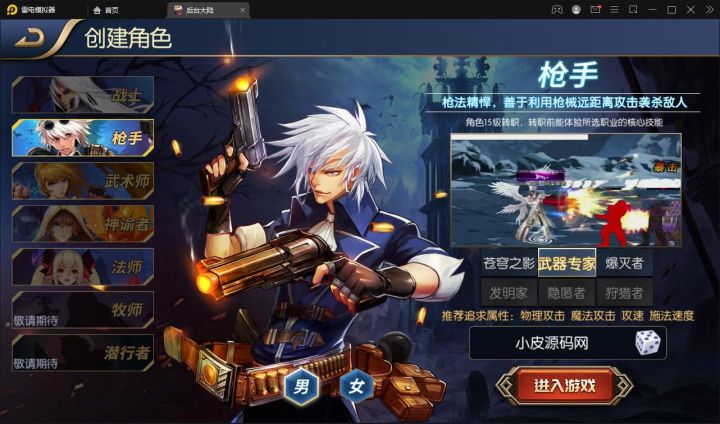 雷电模拟器
首页
后台大陆
创建角色
战士
枪手
武术师
神谕者
法师
牧师
敬请期待
潜行者
敬请期待
枪手
枪法精悍，善于利用枪械远距离攻击袭杀敌人
角色15级转职，转职前能体验所选职业的核心技能
暴击
苍穹之影
武器专家
爆灭者
发明家
隐匿者
狩猎者
推荐追求属性：物理攻击 魔法攻击 攻速 施法速度
小皮源码网
男
女
进入游戏